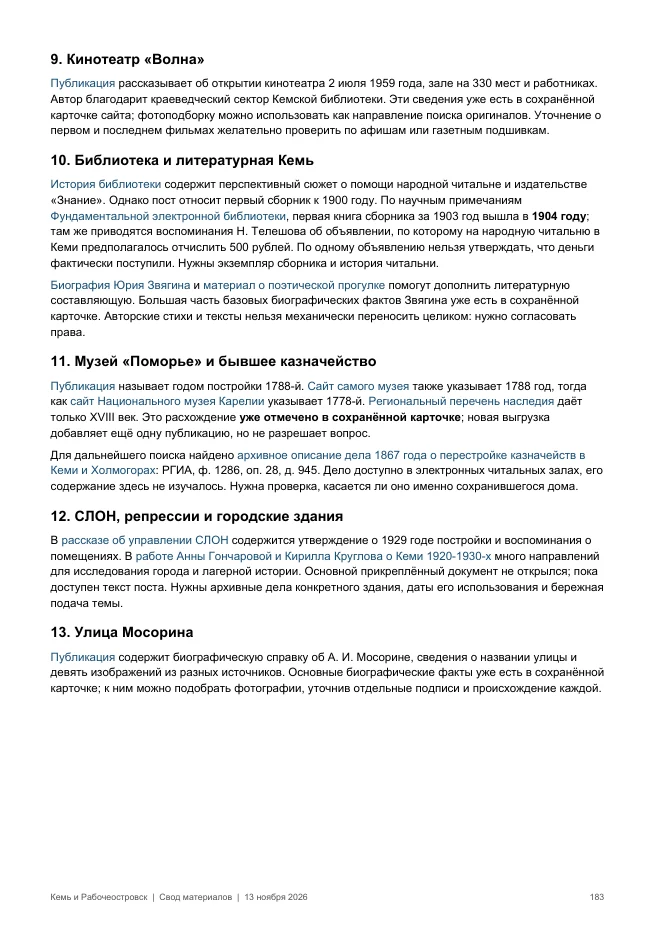 9. Кинотеатр «Волна»
Публикация рассказывает об открытии кинотеатра 2 июля 1959 года, зале на 330 мест и работниках.
Автор благодарит краеведческий сектор Кемской библиотеки. Эти сведения уже есть в сохранённой
карточке сайта; фотоподборку можно использовать как направление поиска оригиналов. Уточнение о
первом и последнем фильмах желательно проверить по афишам или газетным подшивкам.
10. Библиотека и литературная Кемь
История библиотеки содержит перспективный сюжет о помощи народной читальне и издательстве
«Знание». Однако пост относит первый сборник к 1900 году. По научным примечаниям
Фундаментальной электронной библиотеки, первая книга сборника за 1903 год вышла в 1904 году;
там же приводятся воспоминания Н. Телешова об объявлении, по которому на народную читальню в
Кеми предполагалось отчислить 500 рублей. По одному объявлению нельзя утверждать, что деньги
фактически поступили. Нужны экземпляр сборника и история читальни.
Биография Юрия Звягина и материал о поэтической прогулке помогут дополнить литературную
составляющую. Большая часть базовых биографических фактов Звягина уже есть в сохранённой
карточке. Авторские стихи и тексты нельзя механически переносить целиком: нужно согласовать
права.
11. Музей «Поморье» и бывшее казначейство
Публикация называет годом постройки 1788-й. Сайт самого музея также указывает 1788 год, тогда
как сайт Национального музея Карелии указывает 1778-й. Региональный перечень наследия даёт
только XVIII век. Это расхождение уже отмечено в сохранённой карточке; новая выгрузка
добавляет ещё одну публикацию, но не разрешает вопрос.
Для дальнейшего поиска найдено архивное описание дела 1867 года о перестройке казначейств в
Кеми и Холмогорах: РГИА, ф. 1286, оп. 28, д. 945. Дело доступно в электронных читальных залах, его
содержание здесь не изучалось. Нужна проверка, касается ли оно именно сохранившегося дома.
12. СЛОН, репрессии и городские здания
В рассказе об управлении СЛОН содержится утверждение о 1929 годе постройки и воспоминания о
помещениях. В работе Анны Гончаровой и Кирилла Круглова о Кеми 1920-1930-х много направлений
для исследования города и лагерной истории. Основной прикреплённый документ не открылся; пока
доступен текст поста. Нужны архивные дела конкретного здания, даты его использования и бережная
подача темы.
13. Улица Мосорина
Публикация содержит биографическую справку об А. И. Мосорине, сведения о названии улицы и
девять изображений из разных источников. Основные биографические факты уже есть в сохранённой
карточке; к ним можно подобрать фотографии, уточнив отдельные подписи и происхождение каждой.
Кемь и Рабочеостровск | Свод материалов | 13 ноября 2026
183